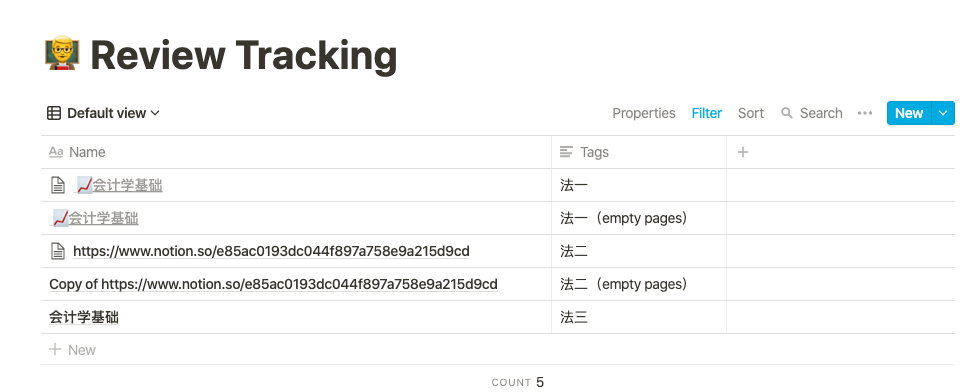 Review Tracking
Default view Properties Filter Sort Search New
Aa Name Tags
会计学基础 法一
会计学基础 法一（empty pages）
https://www.notion.so/e85ac0193dc044f897a758e9a215d9cd 法二
Copy of https://www.notion.so/e85ac0193dc044f897a758e9a215d9cd 法二（empty pages）
会计学基础 法三
New
COUNT 5